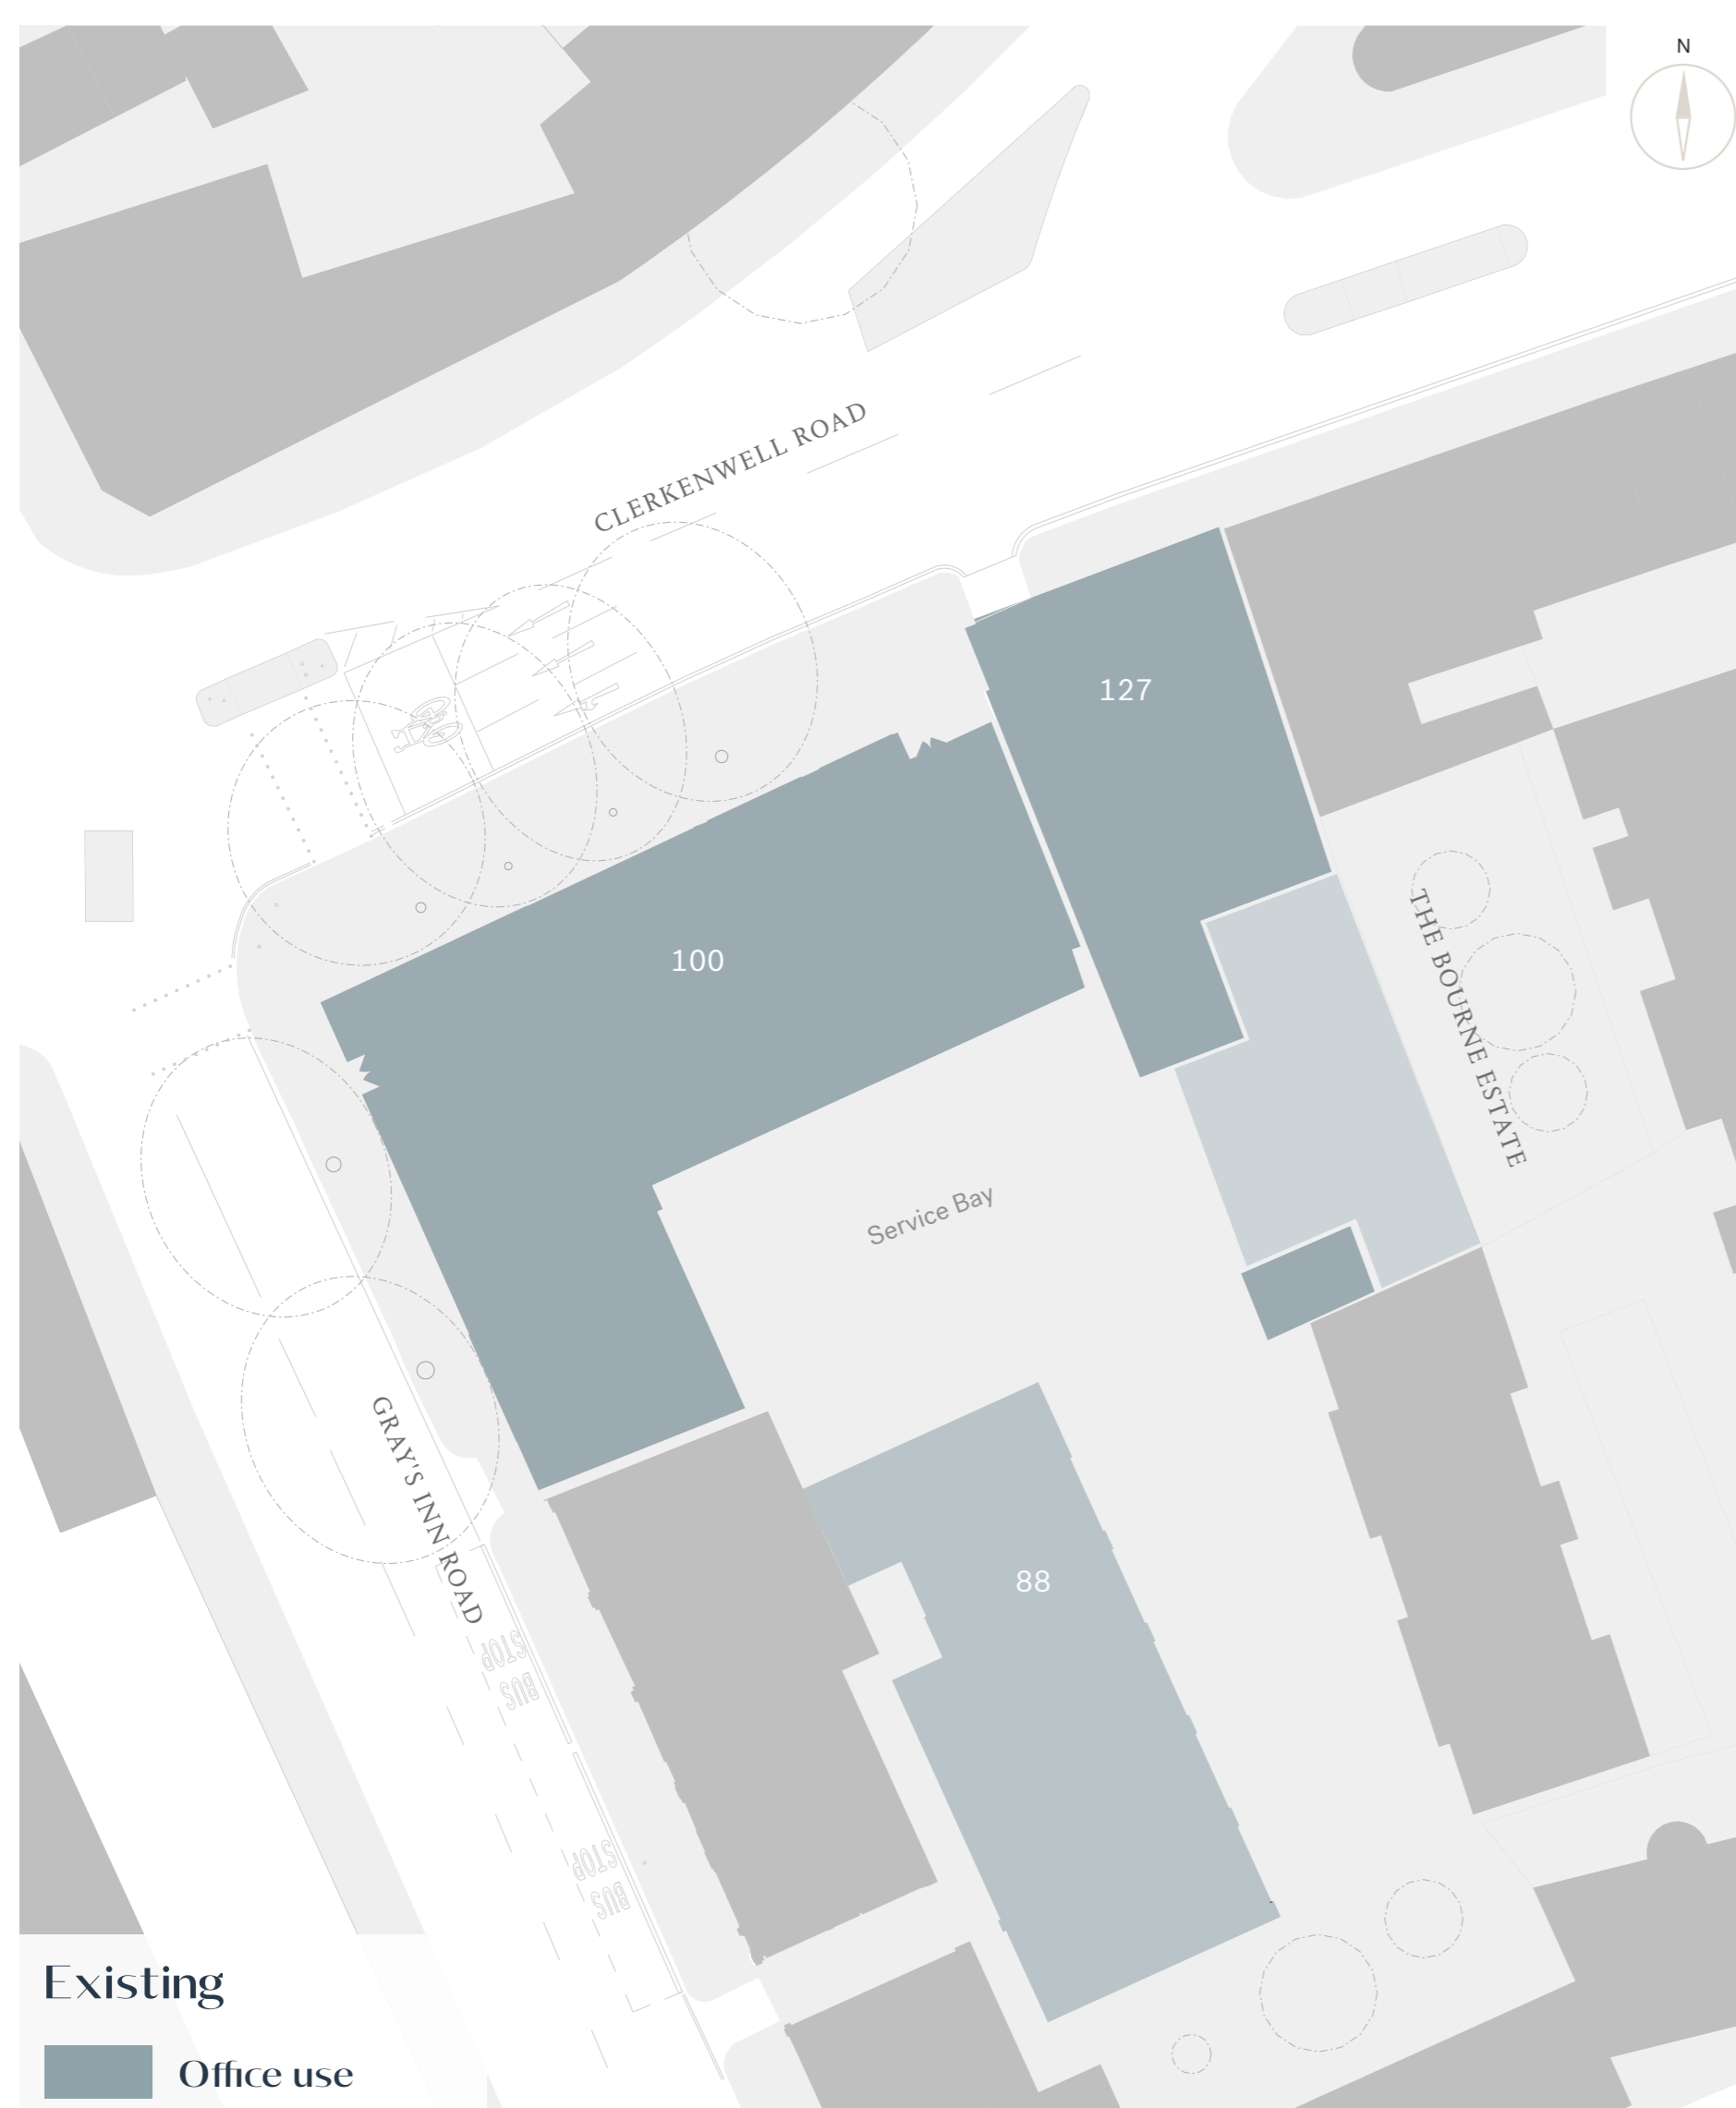 N
CLERKENWELL ROAD
127
100
THE BOURNE ESTATE
Service Bay
GRAY'S INN ROAD
88
STOP
BUS
STOP
BUS
Existing
Office use